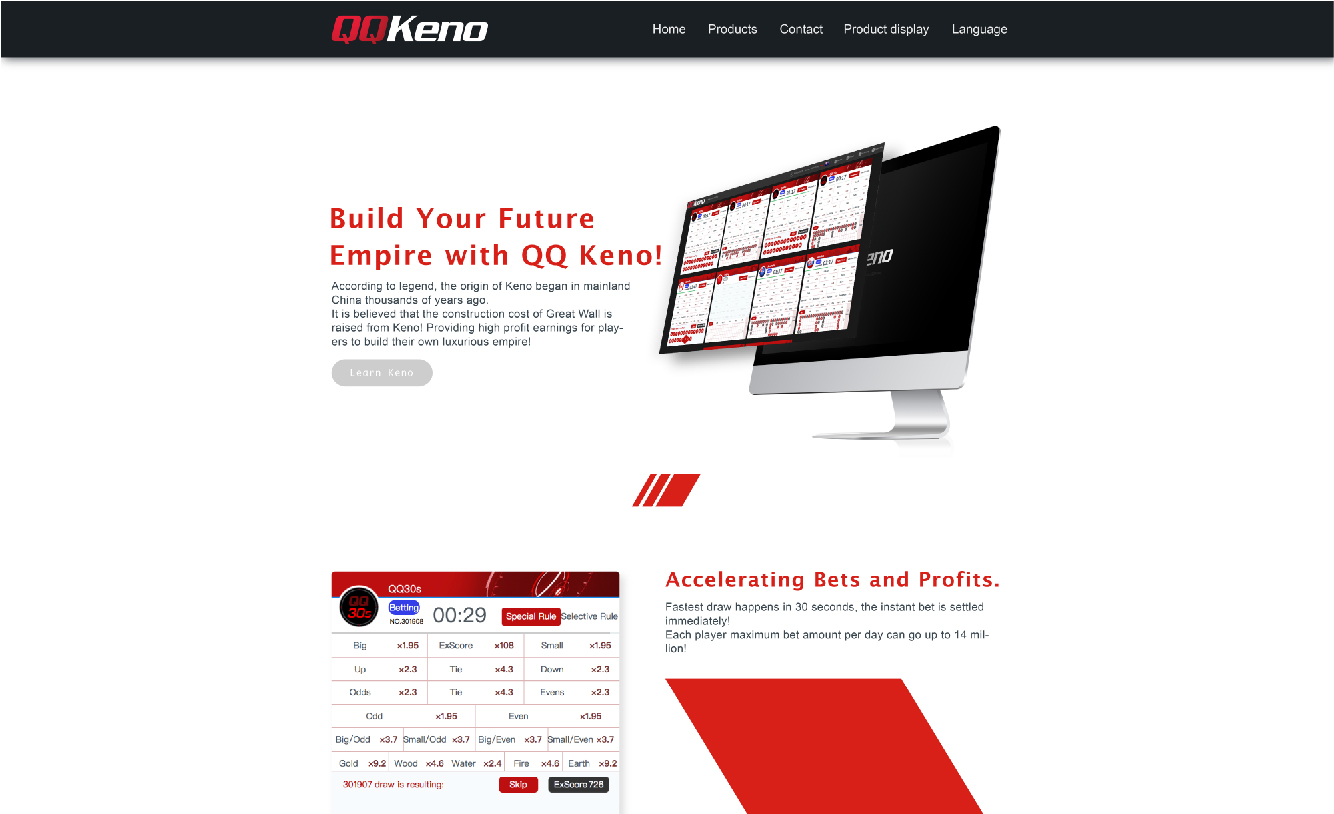 QQKeno
Home Products Contact Product display Language
Build Your Future
Empire with QQ Keno!
According to legend, the origin of Keno began in mainland
China thousands of years ago.
It is believed that the construction cost of Great Wall is
raised from Keno! Providing high profit earnings for play-
ers to build their own luxurious empire!
Learn Keno
QQ30s
QQ
30s
Betting
NO.301908
00:29
Special Rule Selective Rule
Big x1.95 ExScore x108 Small x1.95
Up x2.3 Tie x4.3 Down x2.3
Odds x2.3 Tie x4.3 Evens x2.3
Odd x1.95 Even x1.95
Big/Odd x3.7 Small/Odd x3.7 Big/Even x3.7 Small/Even x3.7
Gold x9.2 Wood x4.6 Water x2.4 Fire x4.6 Earth x9.2
301907 draw is resulting: Skip ExScore 726
Accelerating Bets and Profits.
Fastest draw happens in 30 seconds, the instant bet is settled
immediately!
Each player maximum bet amount per day can go up to 14 mil-
lion!